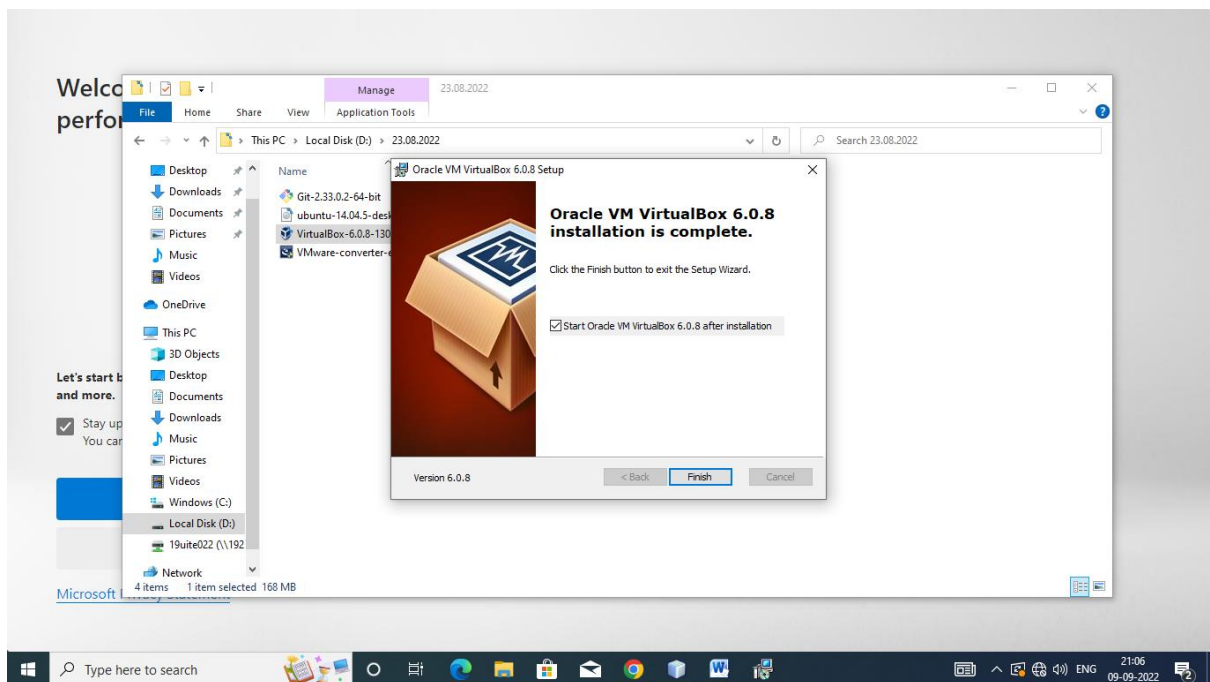 Welco
perfor
Manage
23.08.2022
File Home Share View Application Tools
This PC > Local Disk (D:) > 23.08.2022
Search 23.08.2022
Desktop
Downloads
Documents
Pictures
Music
Videos
OneDrive
This PC
3D Objects
Desktop
Documents
Downloads
Music
Pictures
Videos
Windows (C:)
Local Disk (D:)
19uite022 (\\192
Network
Name
Git-2.33.0.2-64-bit
ubuntu-14.04.5-desk
VirtualBox-6.0.8-130
VMware-converter-e
Oracle VM VirtualBox 6.0.8 Setup
Oracle VM VirtualBox 6.0.8
installation is complete.
Click the Finish button to exit the Setup Wizard.
Start Oracle VM VirtualBox 6.0.8 after installation
Version 6.0.8
< Back Finish Cancel
4 items 1 item selected 168 MB
Let's start b
and more.
Stay up
You can
Microsoft
Type here to search
ENG
21:06
09-09-2022
2